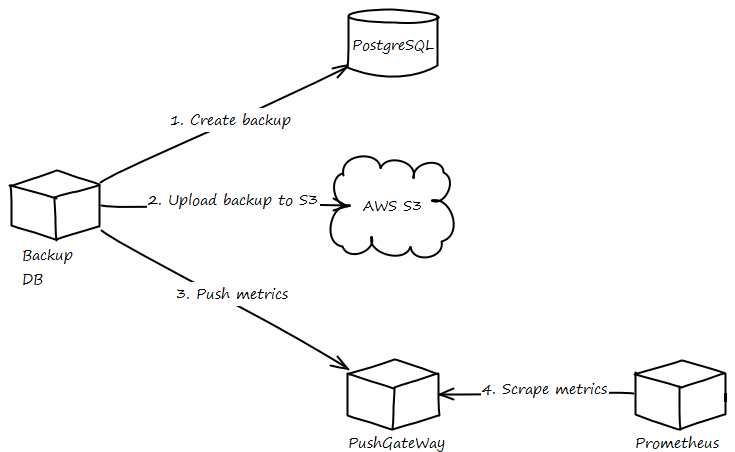 PostgreSQL
1. Create backup
2. Upload backup to S3
AWS S3
Backup
DB
3. Push metrics
4. Scrape metrics
PushGateWay
Prometheus